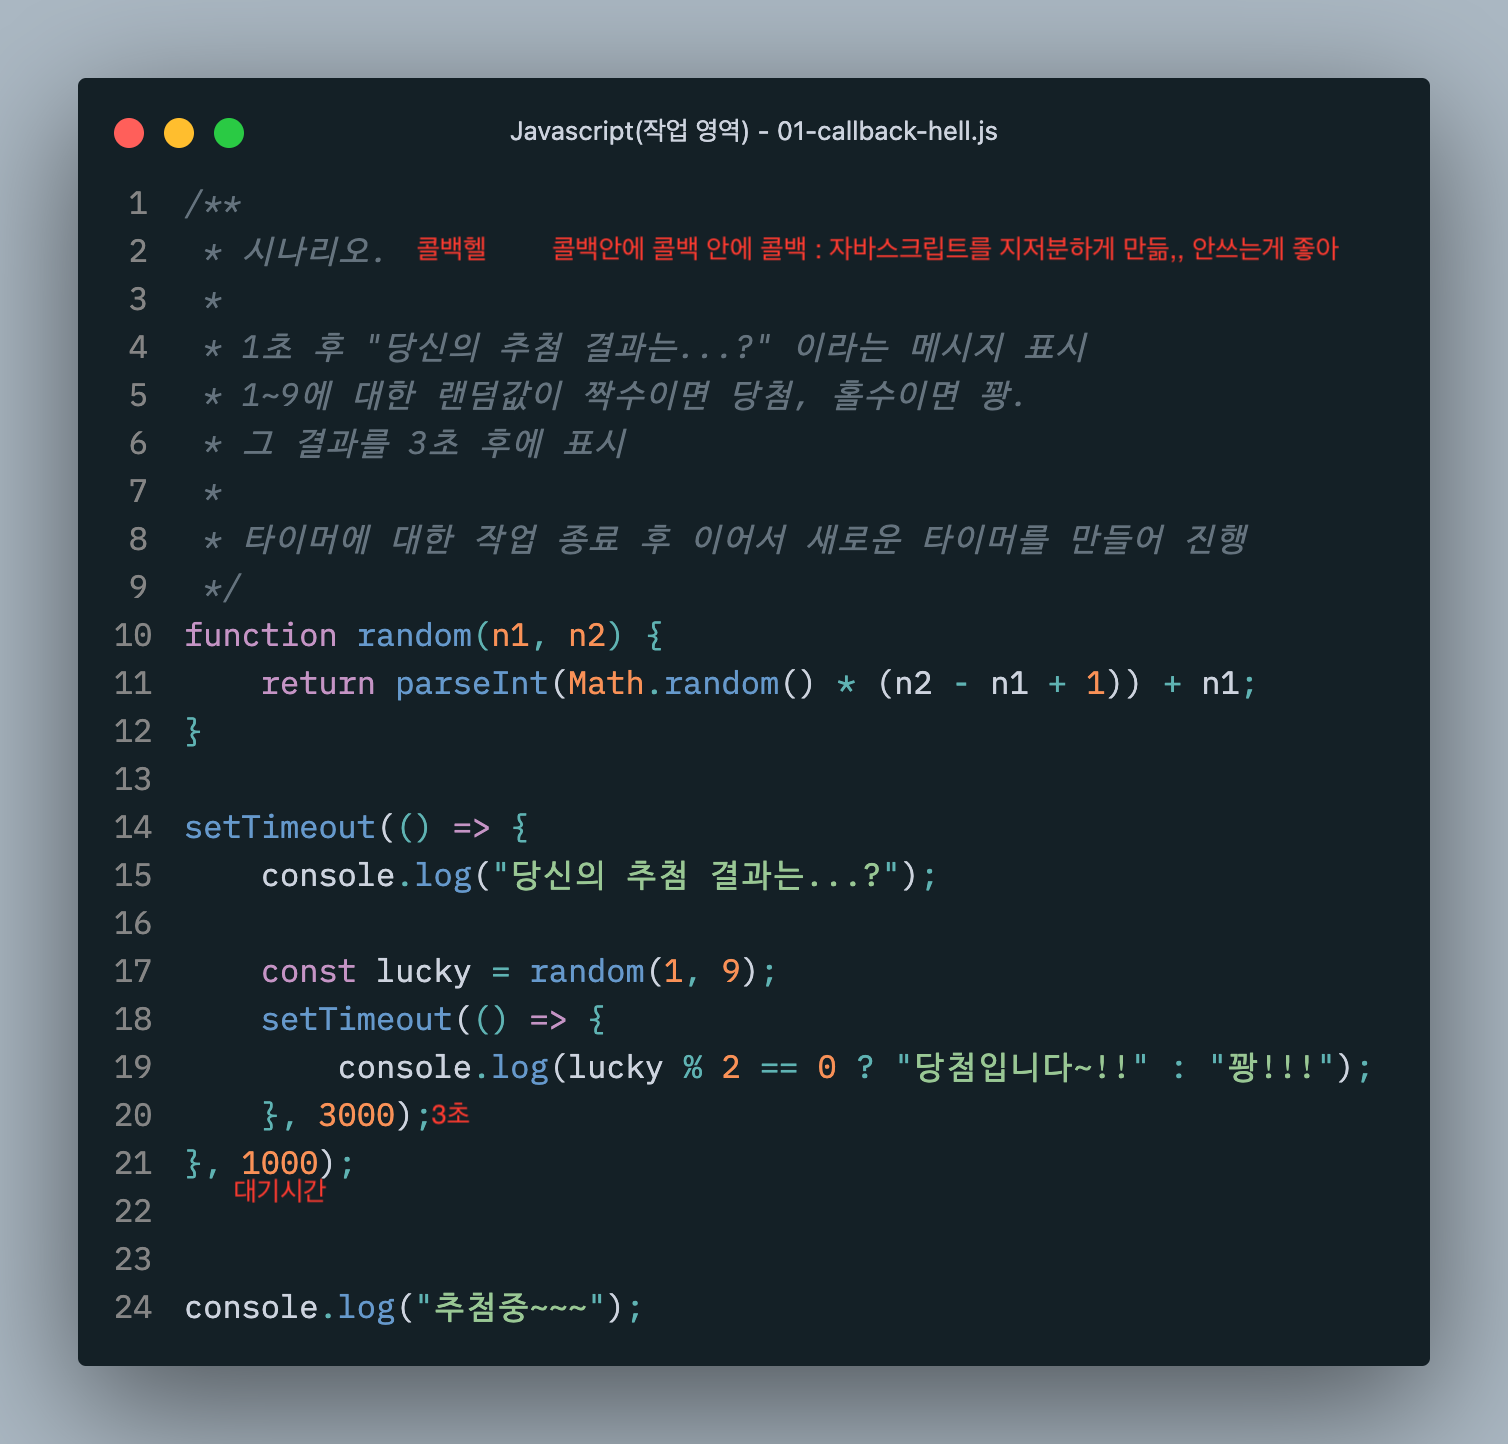 Javascript(작업 영역) - 01-callback-hell.js
1 /**
2  * 시나리오. 콜백헬 콜백안에 콜백 안에 콜백 : 자바스크립트를 지저분하게 만듦,, 안쓰는게 좋아
3  *
4  * 1초 후 "당신의 추첨 결과는...?" 이라는 메시지 표시
5  * 1~9에 대한 랜덤값이 짝수이면 당첨, 홀수이면 꽝.
6  * 그 결과를 3초 후에 표시
7  *
8  * 타이머에 대한 작업 종료 후 이어서 새로운 타이머를 만들어 진행
9  */
10 function random(n1, n2) {
11     return parseInt(Math.random() * (n2 - n1 + 1)) + n1;
12 }
13
14 setTimeout(() => {
15     console.log("당신의 추첨 결과는...?");
16
17     const lucky = random(1, 9);
18     setTimeout(() => {
19         console.log(lucky % 2 == 0 ? "당첨입니다~!!" : "꽝!!!");
20     }, 3000);3초
21 }, 1000);
대기시간
22
23
24 console.log("추첨중~~~");